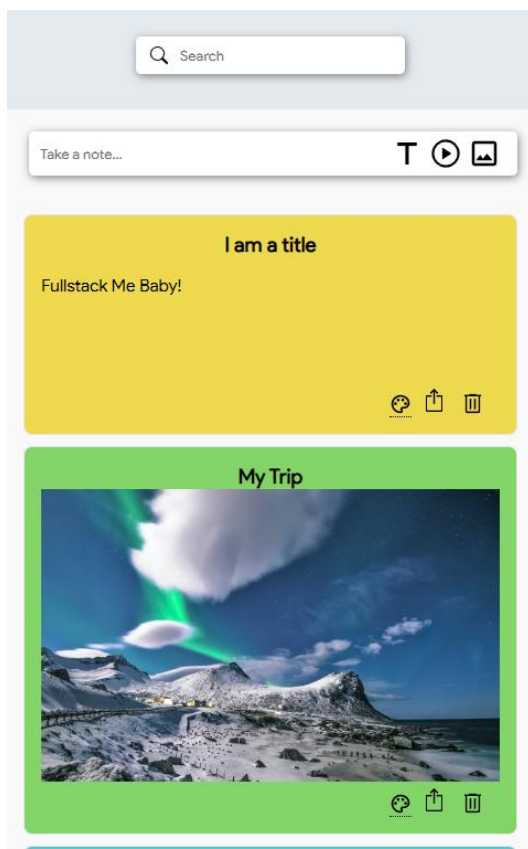 Search
Take a note...
I am a title
Fullstack Me Baby!
My Trip